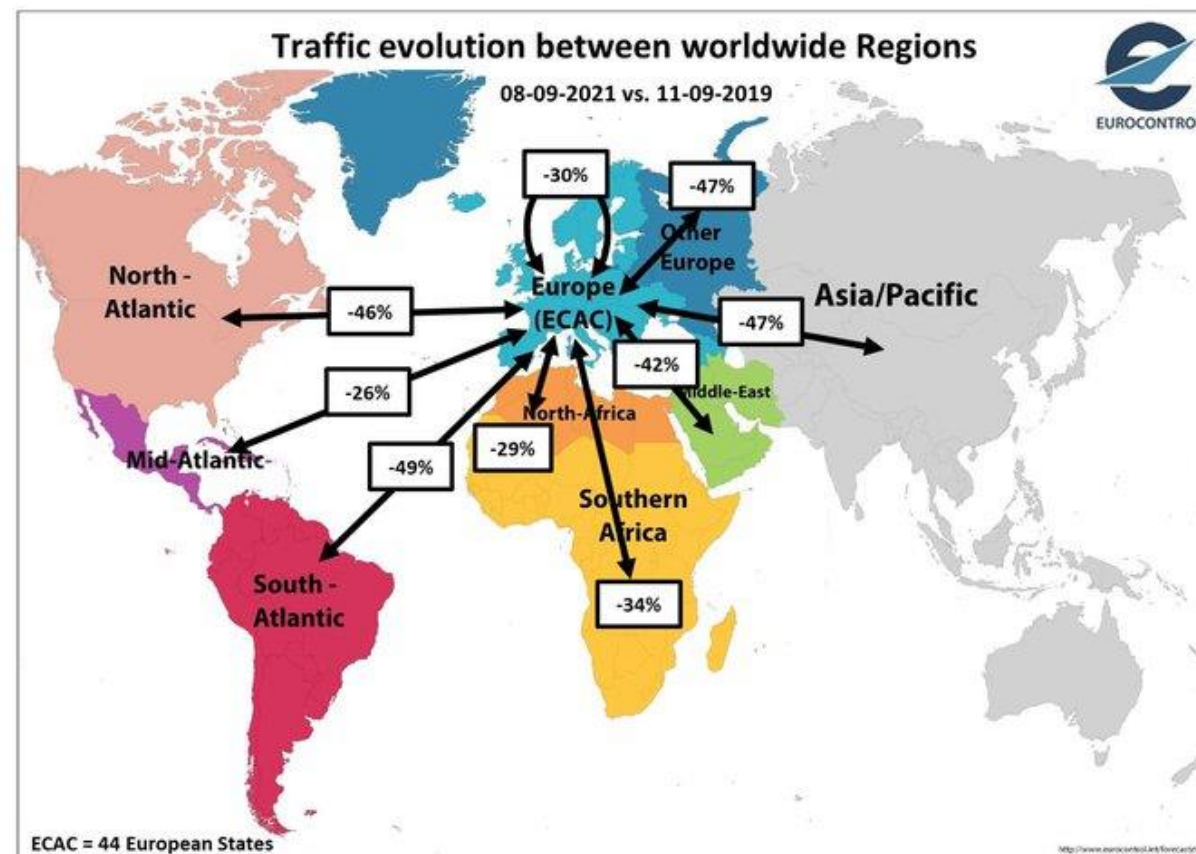 Traffic evolution between worldwide Regions
08-09-2021 vs. 11-09-2019
EUROCONTROL
-30%
-47%
Other
Europe
North -
Atlantic
Europe
(ECAC)
Asia/Pacific
-46%
-47%
-26%
-42%
Middle-East
North-Africa
Mid-Atlantic-
-49%
-29%
Southern
Africa
South -
Atlantic
-34%
ECAC = 44 European States